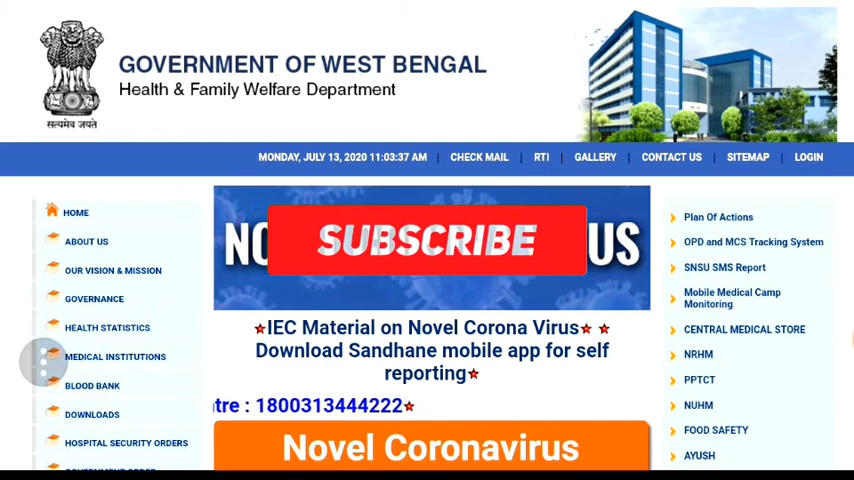 GOVERNMENT OF WEST BENGAL
Health & Family Welfare Department
सत्यमेव जयते
MONDAY, JULY 13, 2020 11:03:37 AM
CHECK MAIL
RTI
GALLERY
CONTACT US
SITEMAP
LOGIN
HOME
ABOUT US
OUR VISION & MISSION
GOVERNANCE
HEALTH STATISTICS
MEDICAL INSTITUTIONS
BLOOD BANK
DOWNLOADS
HOSPITAL SECURITY ORDERS
SUBSCRIBE
IEC Material on Novel Corona Virus
Download Sandhane mobile app for self
reporting
: 1800313444222
Novel Coronavirus
Plan Of Actions
OPD and MCS Tracking System
SNSU SMS Report
Mobile Medical Camp
Monitoring
CENTRAL MEDICAL STORE
NRHM
PPTCT
NUHM
FOOD SAFETY
AYUSH